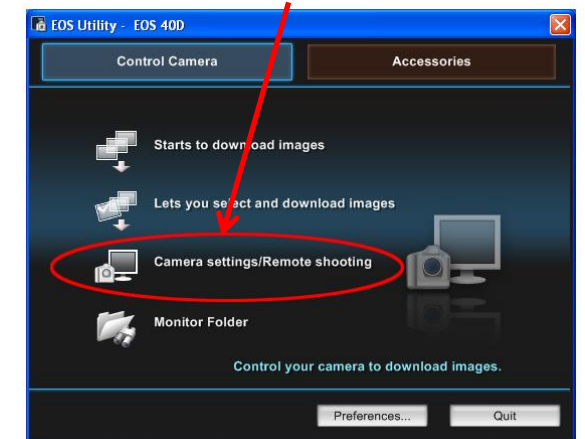 EOS Utility - EOS 40D
Control Camera
Accessories
Starts to download images
Lets you select and download images
Camera settings/Remote shooting
Monitor Folder
Control your camera to download images.
Preferences...
Quit